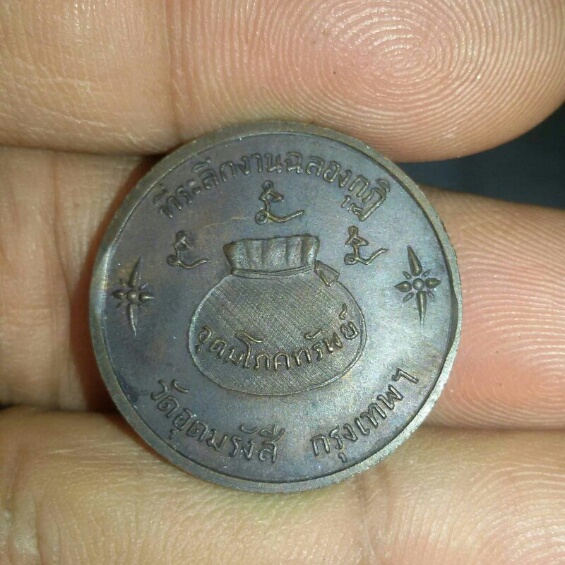 ที่ระลึกงานฉลองกุฏิ
อุดมโภคทรัพย์
วัดอุดมรังสี กรุงเทพฯ